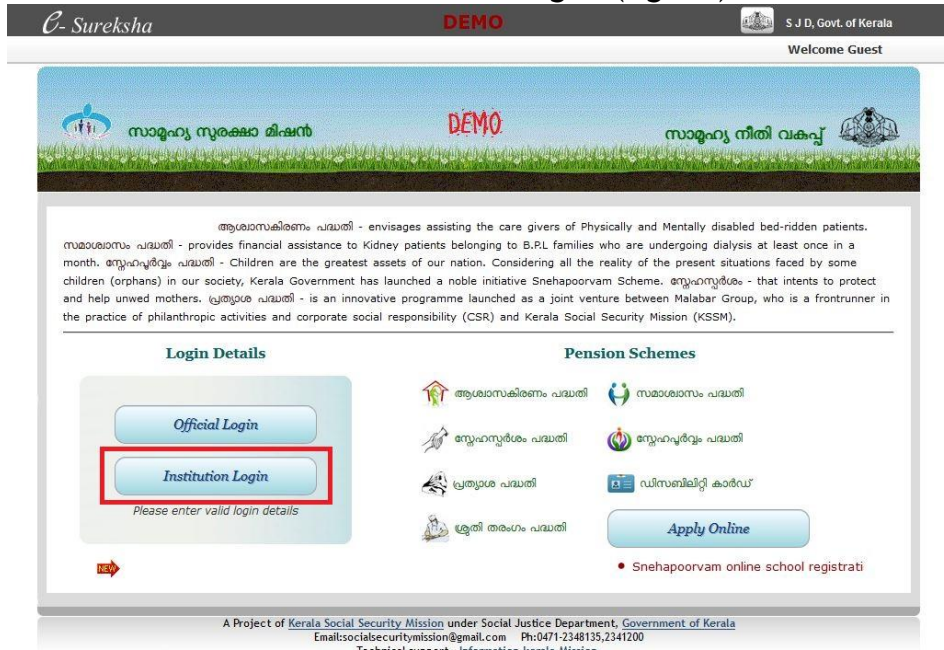 e- Sureksha
DEMO
S J D, Govt. of Kerala
Welcome Guest
സാമൂഹ്യ സുരക്ഷാ മിഷൻ
DEMO
സാമൂഹ്യ നീതി വകുപ്പ്
ആശ്വാസകിരണം പദ്ധതി - envisages assisting the care givers of Physically and Mentally disabled bed-ridden patients.
സമാശ്വാസം പദ്ധതി - provides financial assistance to Kidney patients belonging to B.P.L families who are undergoing dialysis at least once in a
month. സ്നേഹപൂർവ്വം പദ്ധതി - Children are the greatest assets of our nation. Considering all the reality of the present situations faced by some
children (orphans) in our society, Kerala Government has launched a noble initiative Snehapoorvam Scheme. സ്നേഹസ്പർശം - that intents to protect
and help unwed mothers. പ്രത്യാശ പദ്ധതി - is an innovative programme launched as a joint venture between Malabar Group, who is a frontrunner in
the practice of philanthropic activities and corporate social responsibility (CSR) and Kerala Social Security Mission (KSSM).
Login Details
Official Login
Institution Login
Please enter valid login details
NEW
Pension Schemes
ആശ്വാസകിരണം പദ്ധതി
സമാശ്വാസം പദ്ധതി
സ്നേഹസ്പർശം പദ്ധതി
സ്നേഹപൂർവ്വം പദ്ധതി
പ്രത്യാശ പദ്ധതി
ഡിസബിലിറ്റി കാർഡ്
ശ്രുതി തരംഗം പദ്ധതി
Apply Online
Snehapoorvam online school registrati
A Project of Kerala Social Security Mission under Social Justice Department, Government of Kerala
Email:socialsecuritymission@gmail.com Ph:0471-2348135,2341200